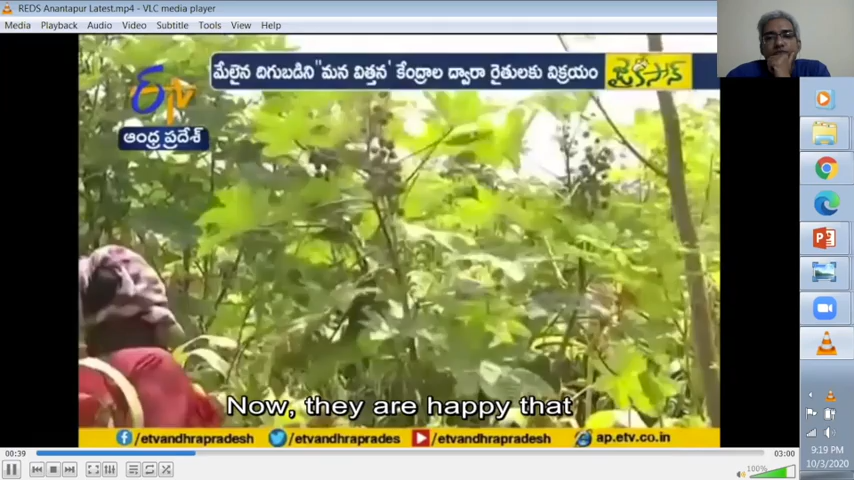 REDS Anantapur Latest.mp4 - VLC media player
Media Playback Audio Video Subtitle Tools View Help
మేలైన దిగుబడిని "మన విత్తన' కేంద్రాల ద్వారా రైతులకు విక్రయం
జైకిసాన్
ETV
ఆంధ్ర ప్రదేశ్
Now, they are happy that
/etvandhrapradesh /etvandhraprades /etvandhrapradesh ap.etv.co.in
00:39 03:00
100%
9:19 PM
10/3/2020